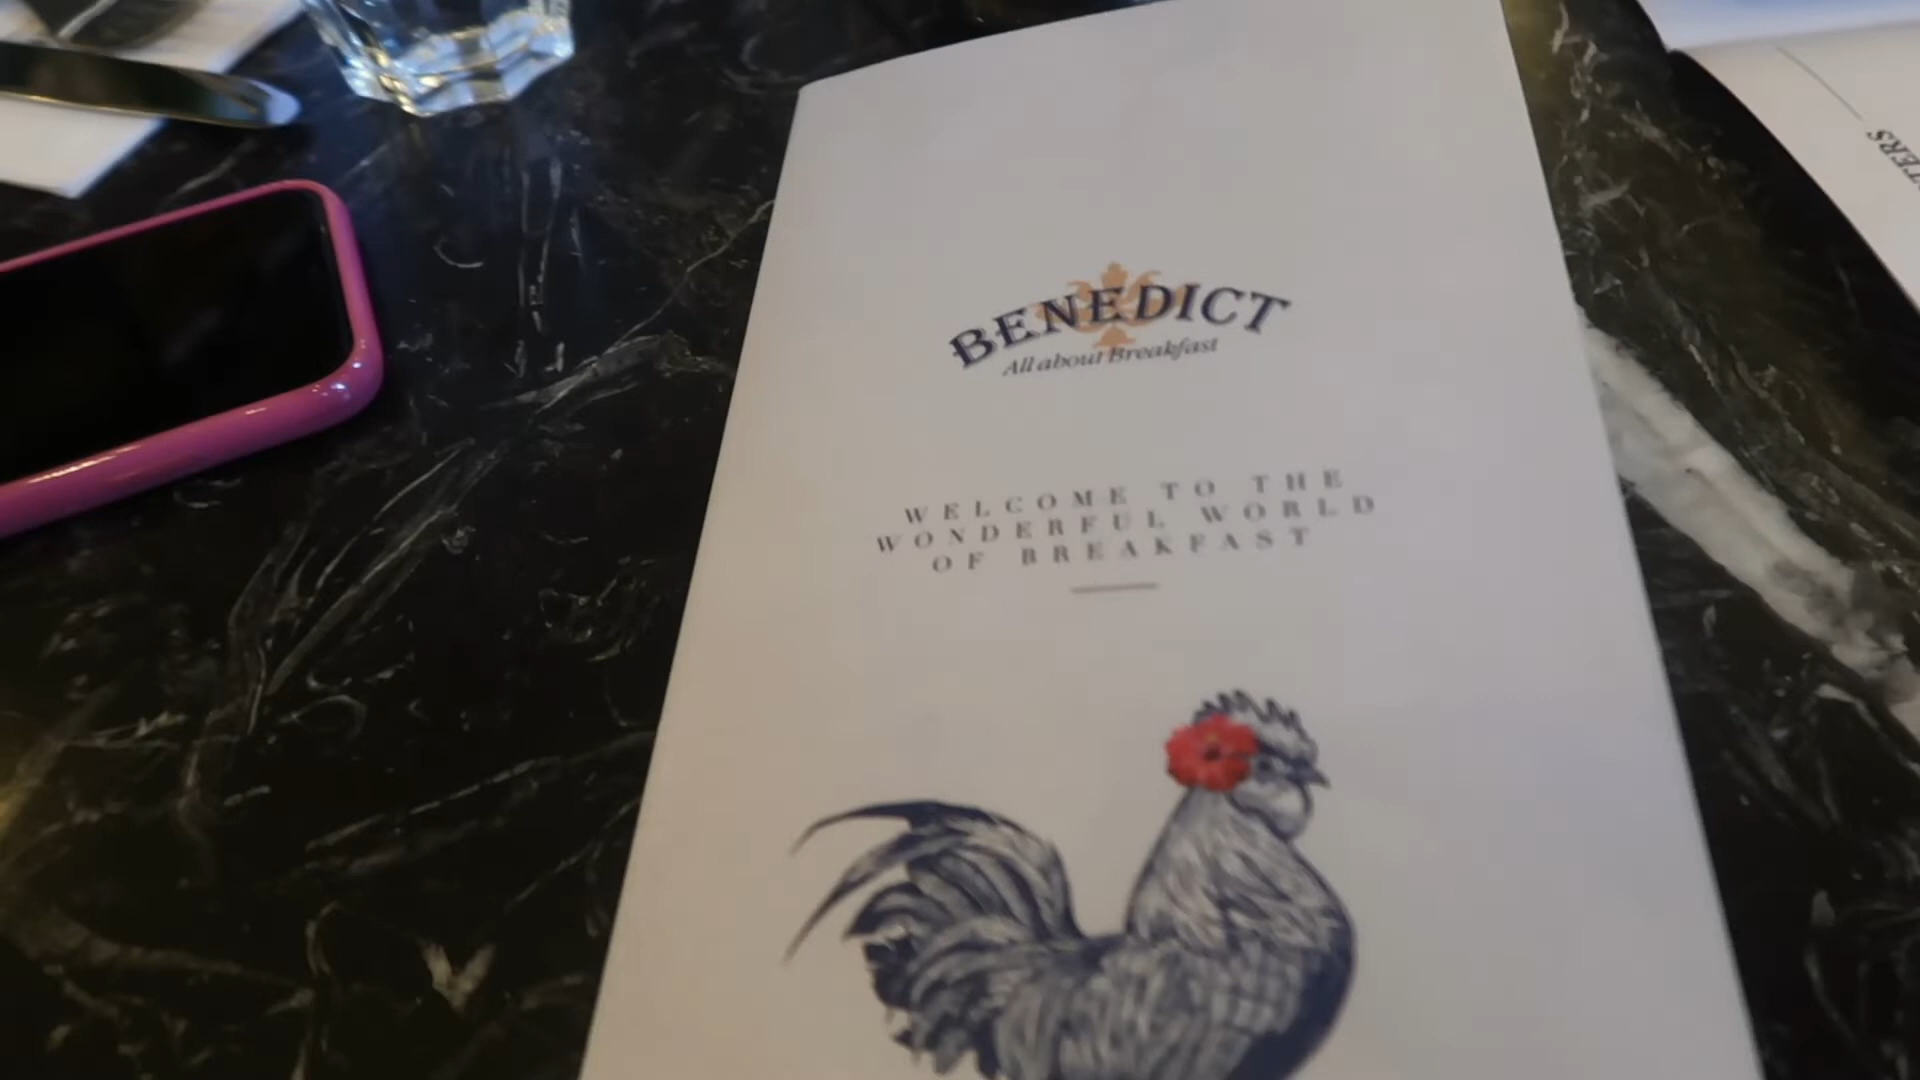 BENEDICT
All about Breakfast
WELCOME TO THE
WONDERFUL WORLD
OF BREAKFAST